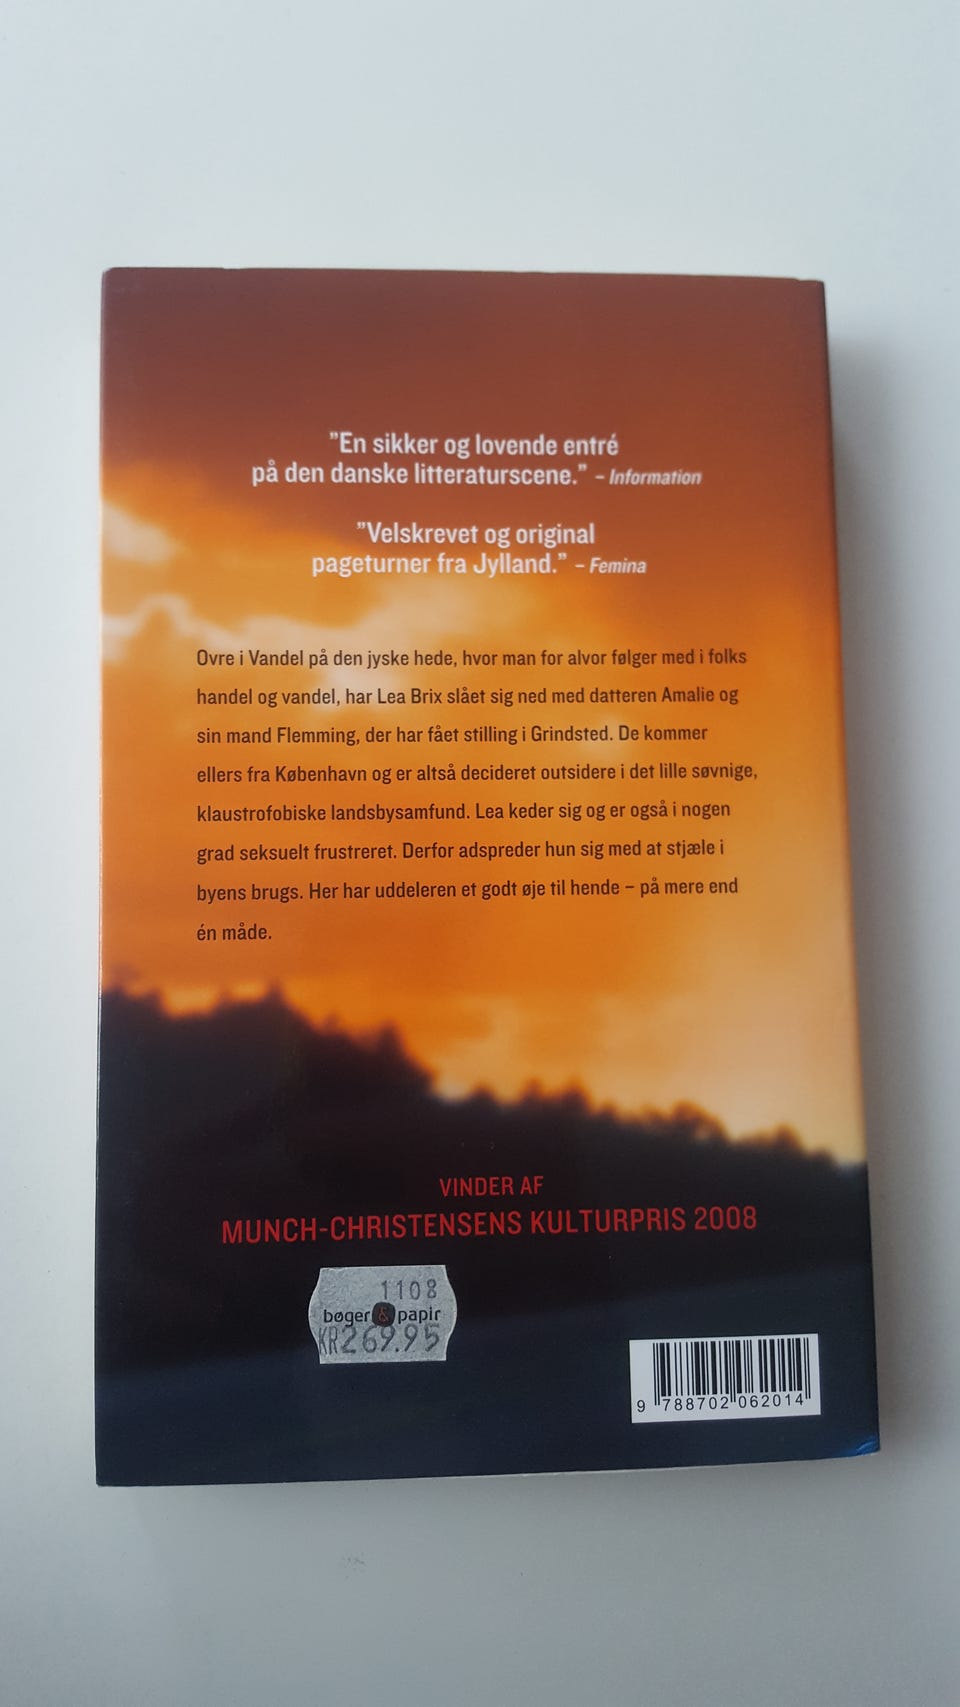 "En sikker og lovende entré
på den danske litteraturscene." – Information
"Velskrevet og original
pageturner fra Jylland." – Femina
Ovre i Vandel på den jyske hede, hvor man for alvor følger med i folks
handel og vandel, har Lea Brix slået sig ned med datteren Amalie og
sin mand Flemming, der har fået stilling i Grindsted. De kommer
ellers fra København og er altså decideret outsidere i det lille søvnige,
klaustrofobiske landsbysamfund. Lea keder sig og er også i nogen
grad seksuelt frustreret. Derfor adspreder hun sig med at stjæle i
byens brugs. Her har uddeleren et godt øje til hende – på mere end
én måde.
VINDER AF
MUNCH-CHRISTENSENS KULTURPRIS 2008
1108
bøger & papir
KR269.95
9 788702 062014